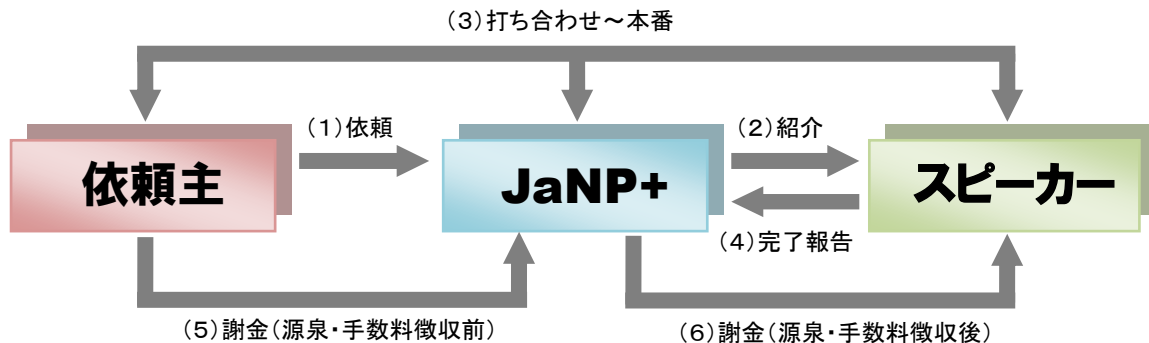 （3）打ち合わせ～本番
（1）依頼
（2）紹介
依頼主
JaNP+
スピーカー
（4）完了報告
（5）謝金（源泉・手数料徴収前）
（6）謝金（源泉・手数料徴収後）